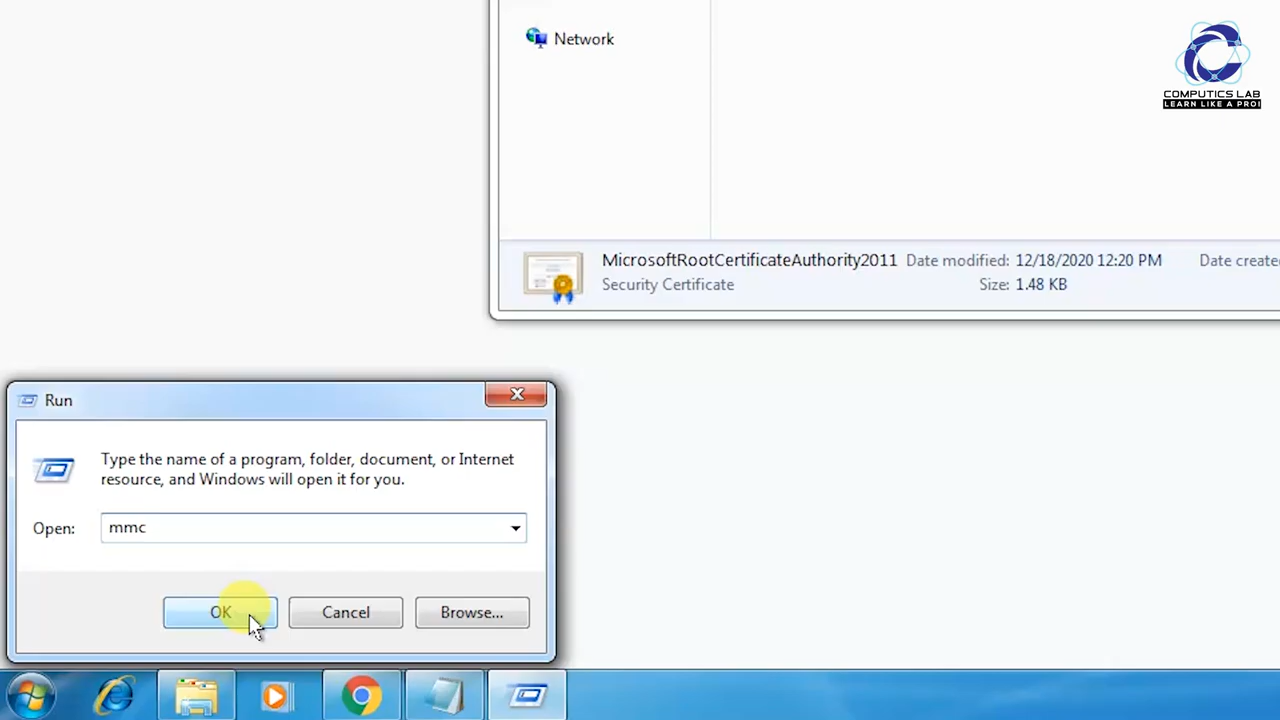 Network
COMPUTICS LAB
LEARN LIKE A PRO!
MicrosoftRootCertificateAuthority2011 Date modified: 12/18/2020 12:20 PM Date create
Security Certificate Size: 1.48 KB
Run
Type the name of a program, folder, document, or Internet
resource, and Windows will open it for you.
Open: mmc
OK Cancel Browse...